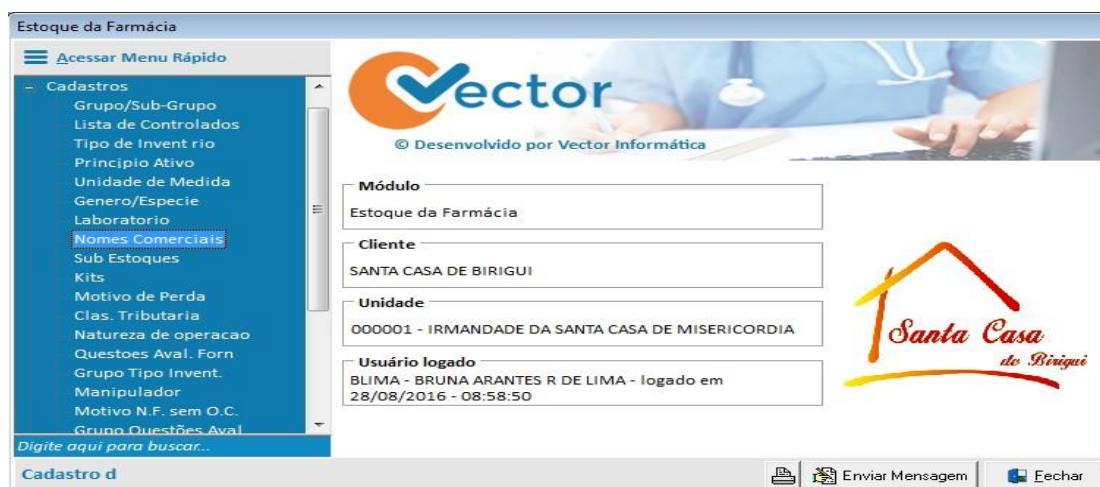 Estoque da Farmácia
Acessar Menu Rápido
Cadastros
Grupo/Sub-Grupo
Lista de Controlados
Tipo de Invent rio
Principio Ativo
Unidade de Medida
Genero/Especie
Laboratorio
Nomes Comerciais
Sub Estoques
Kits
Motivo de Perda
Clas. Tributaria
Natureza de operacao
Questoes Aval. Forn
Grupo Tipo Invent.
Manipulador
Motivo N.F. sem O.C.
Grupo Questões Aval
Digite aqui para buscar...
Cadastro d
Vector
© Desenvolvido por Vector Informática
Módulo
Estoque da Farmácia
Cliente
SANTA CASA DE BIRIGUI
Unidade
000001 - IRMANDADE DA SANTA CASA DE MISERICORDIA
Usuário logado
BLIMA - BRUNA ARANTES R DE LIMA - logado em
28/08/2016 - 08:58:50
Santa Casa
de Birigui
Enviar Mensagem
Fechar